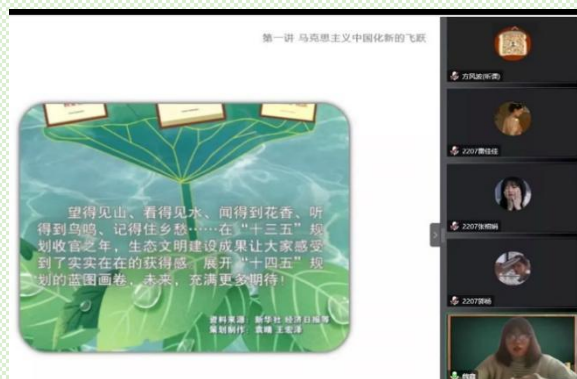 第一讲 马克思主义中国化新的飞跃
望得见山、看得见水、闻得到花香、听
得到鸟鸣、记得住乡愁……在“十三五”规
划收官之年，生态文明建设成果让大家感受
到了实实在在的获得感。展开“十四五”规
划的蓝图画卷，未来，充满更多期待！
资料来源：新华社 经济日报等
策划制作：袁晴 王宏泽
方风波(听课)
2207曹佳佳
2207张桐娟
2207郭杨